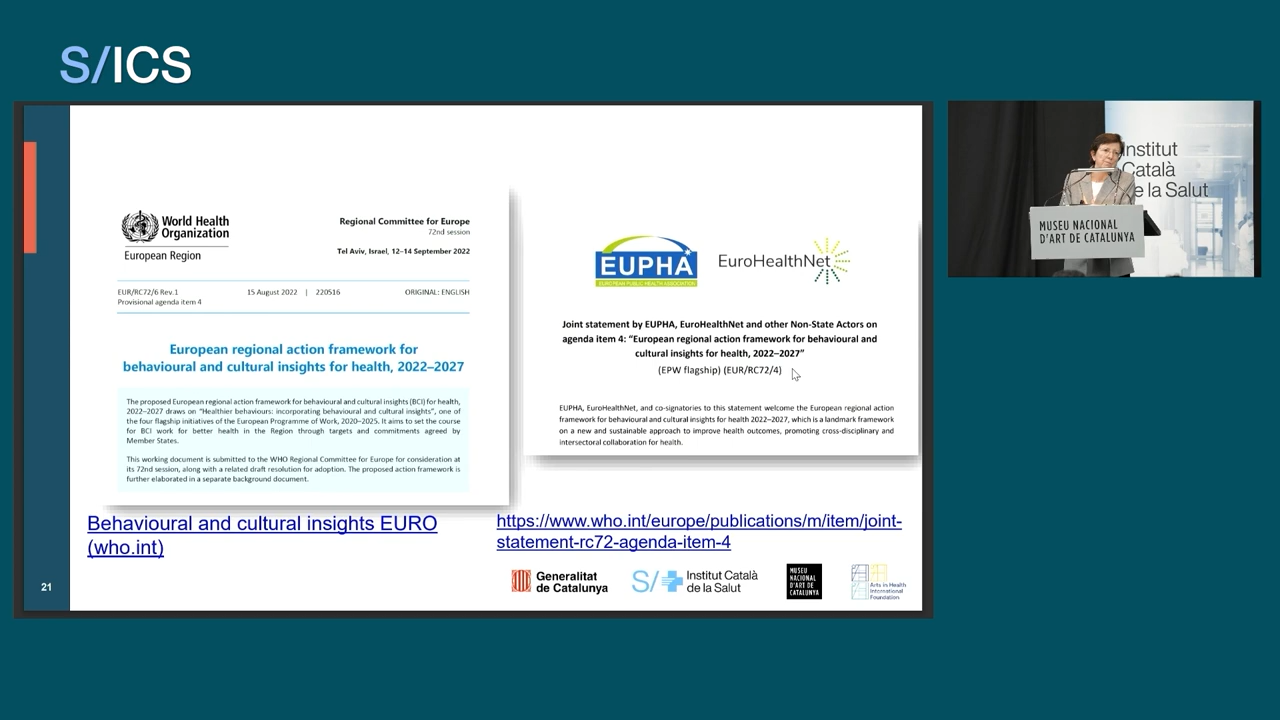 S/ICS
World Health
Organization
European Region
Regional Committee for Europe
72nd session
Tel Aviv, Israel, 12–14 September 2022
EUR/RC72/6 Rev.1
15 August 2022 | 220516
ORIGINAL: ENGLISH
Provisional agenda item 4
European regional action framework for
behavioural and cultural insights for health, 2022–2027
The proposed European regional action framework for behavioural and cultural insights (BCI) for health,
2022–2027 draws on “Healthier behaviours: incorporating behavioural and cultural insights”, one of
the four flagship initiatives of the European Programme of Work, 2020–2025. It aims to set the course
for BCI work for better health in the Region through targets and commitments agreed by
Member States.
This working document is submitted to the WHO Regional Committee for Europe for consideration at
its 72nd session, along with a related draft resolution for adoption. The proposed action framework is
further elaborated in a separate background document.
Behavioural and cultural insights EURO
(who.int)
EUPHA
EUROPEAN PUBLIC HEALTH ASSOCIATION
EuroHealthNet
Joint statement by EUPHA, EuroHealthNet and other Non-State Actors on
agenda item 4: “European regional action framework for behavioural and
cultural insights for health, 2022–2027”
(EPW flagship) (EUR/RC72/4)
EUPHA, EuroHealthNet, and co-signatories to this statement welcome the European regional action
framework for behavioural and cultural insights for health 2022–2027, which is a landmark framework
on a new and sustainable approach to improve health outcomes, promoting cross-disciplinary and
intersectoral collaboration for health.
https://www.who.int/europe/publications/m/item/joint-
statement-rc72-agenda-item-4
21
Generalitat
de Catalunya
S/
Institut Català
de la Salut
MUSEU
NACIONAL
D'ART DE
CATALUNYA
Arts in Health
International
Foundation
Institut
Català
de la Salut
MUSEU NACIONAL
D'ART DE CATALUNYA